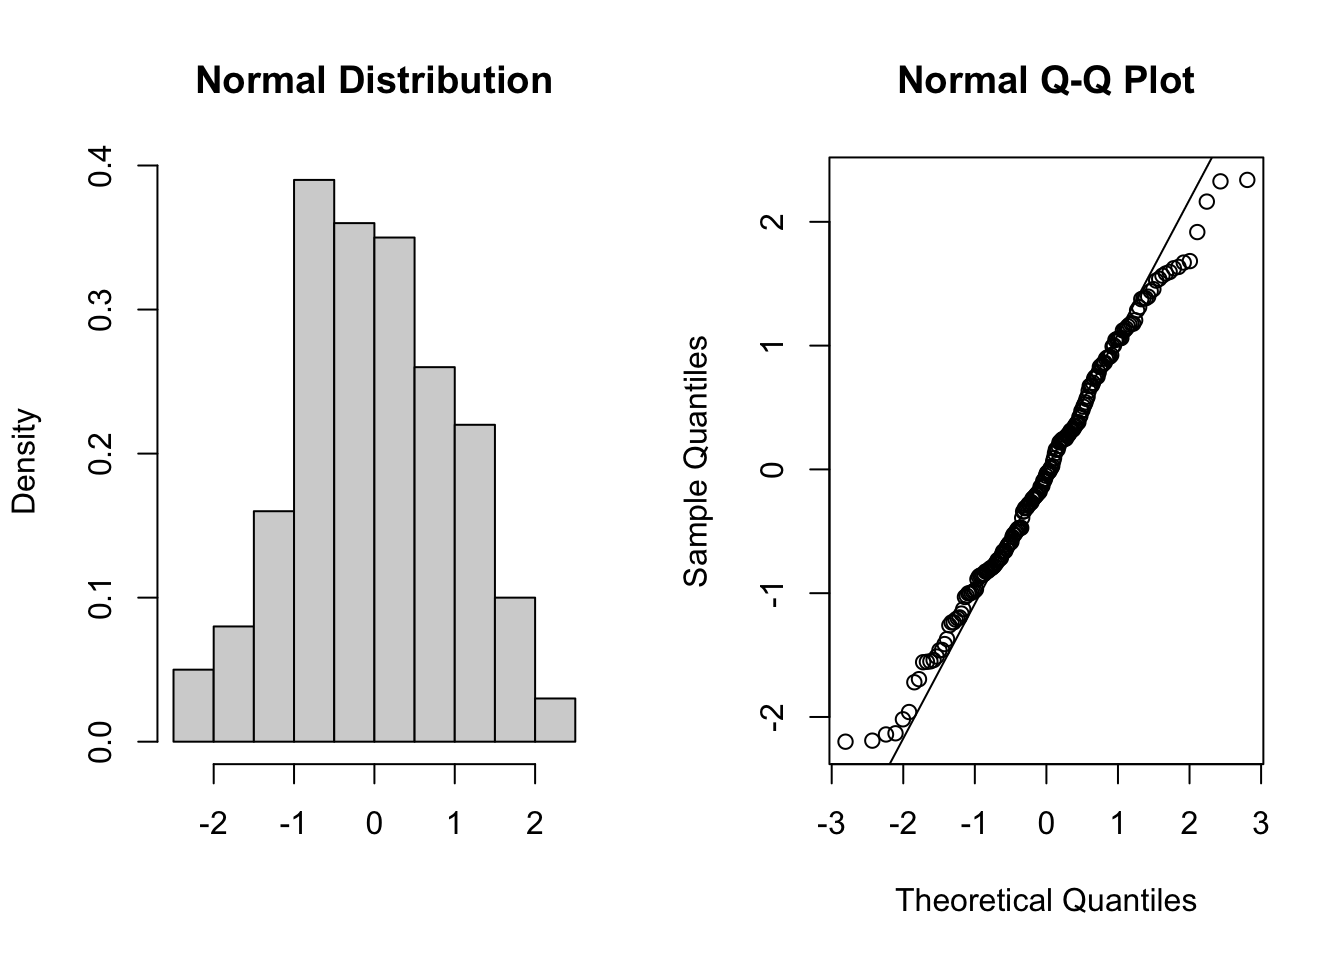 Normal Distribution
Density
0.0 0.1 0.2 0.3 0.4
-2 -1 0 1 2
Normal Q-Q Plot
Sample Quantiles
-2 -1 0 1 2
-3 -2 -1 0 1 2 3
Theoretical Quantiles